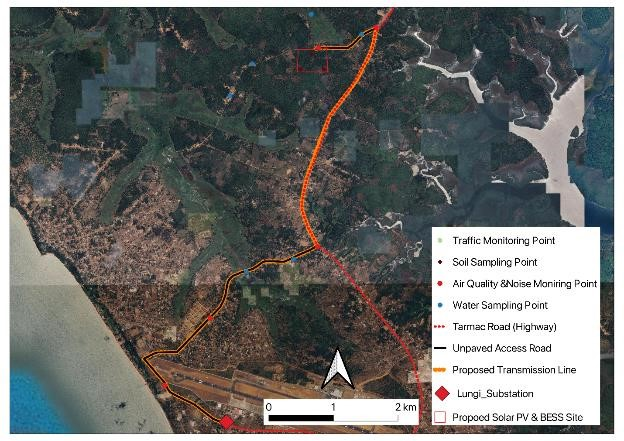 Traffic Monitoring Point
Soil Sampling Point
Air Quality &Noise Moniring Point
Water Sampling Point
Tarmac Road (Highway)
Unpaved Access Road
Proposed Transmission Line
Lungi_Substation
Propoed Solar PV & BESS Site
0 1 2 km